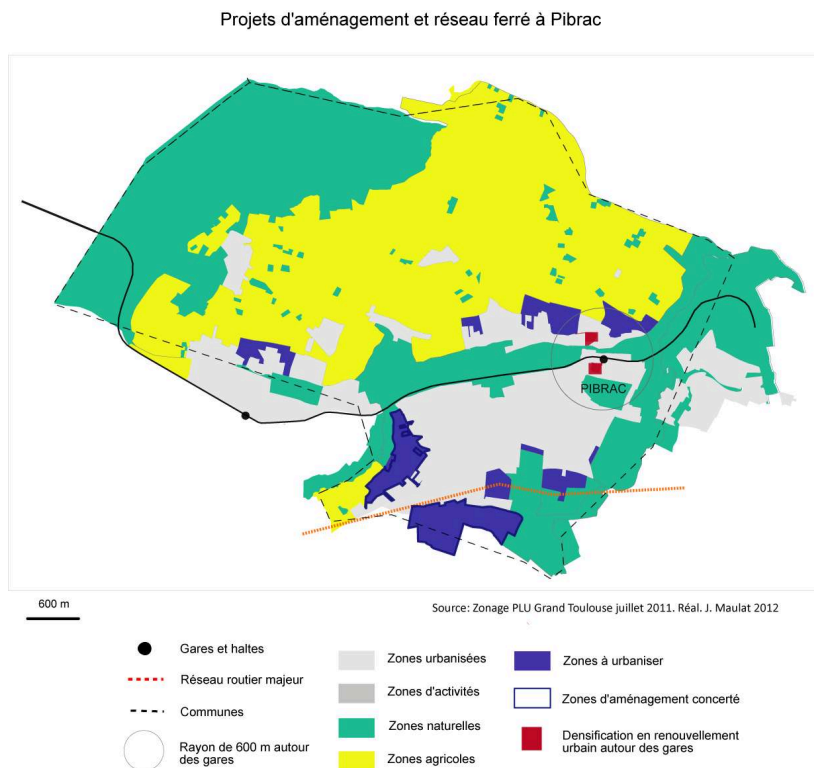 Projets d'aménagement et réseau ferré à Pibrac
PIBRAC
600 m
Source: Zonage PLU Grand Toulouse juillet 2011. Réal. J. Maulat 2012
Gares et haltes
Réseau routier majeur
Communes
Rayon de 600 m autour
des gares
Zones urbanisées
Zones d'activités
Zones naturelles
Zones agricoles
Zones à urbaniser
Zones d'aménagement concerté
Densification en renouvellement
urbain autour des gares